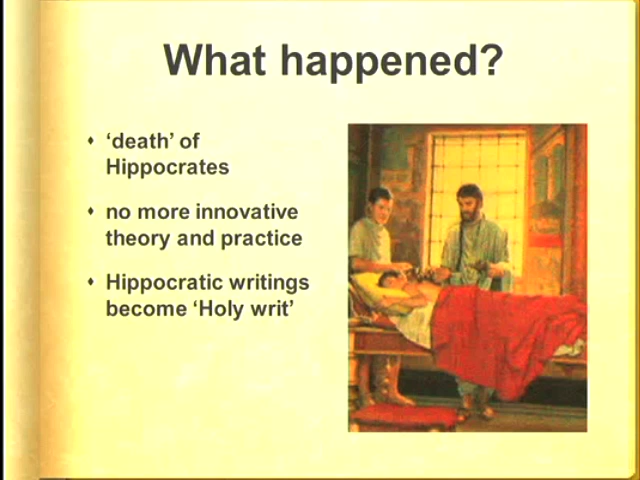 What happened?
‘death’ of
Hippocrates
no more innovative
theory and practice
Hippocratic writings
become ‘Holy writ’